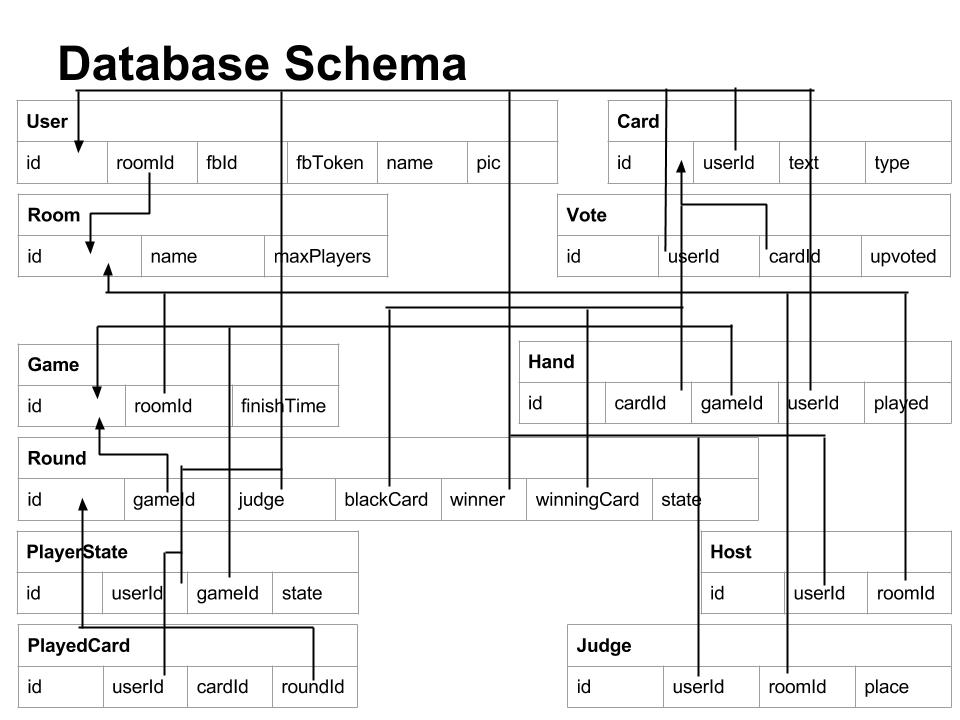 Database Schema
User
id roomId fbId fbToken name pic
Card
id userId text type
Room
id name maxPlayers
Vote
id userId cardId upvoted
Game
id roomId finishTime
Hand
id cardId gameId userId played
Round
id gameId judge blackCard winner winningCard state
PlayerState
id userId gameId state
Host
id userId roomId
PlayedCard
id userId cardId roundId
Judge
id userId roomId place